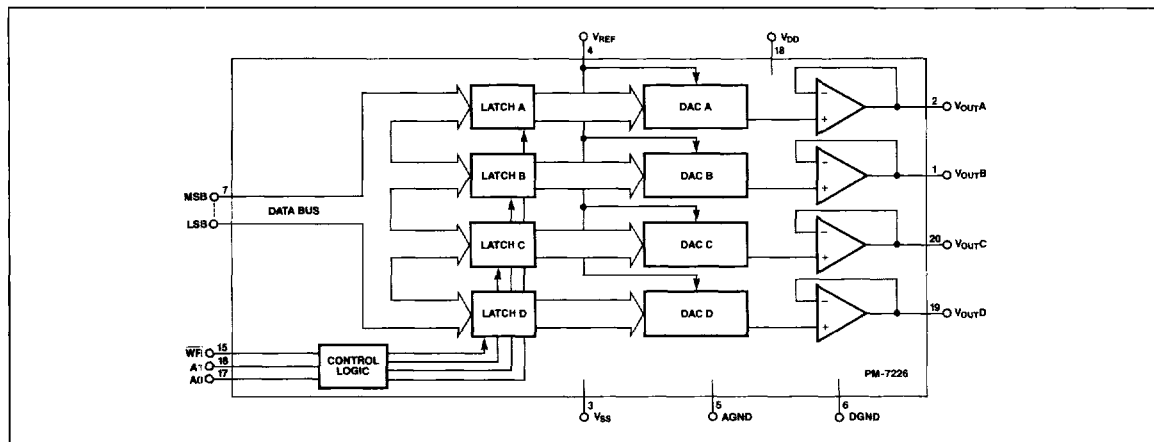 VREF
4
VDD
18
LATCH A
DAC A
−
+
2
VOUTA
LATCH B
DAC B
−
+
1
VOUTB
MSB
7
DATA BUS
LSB
LATCH C
DAC C
−
+
20
VOUTC
LATCH D
DAC D
−
+
19
VOUTD
15
16
A1
17
A0
CONTROL LOGIC
PM-7226
3
VSS
5
AGND
6
DGND